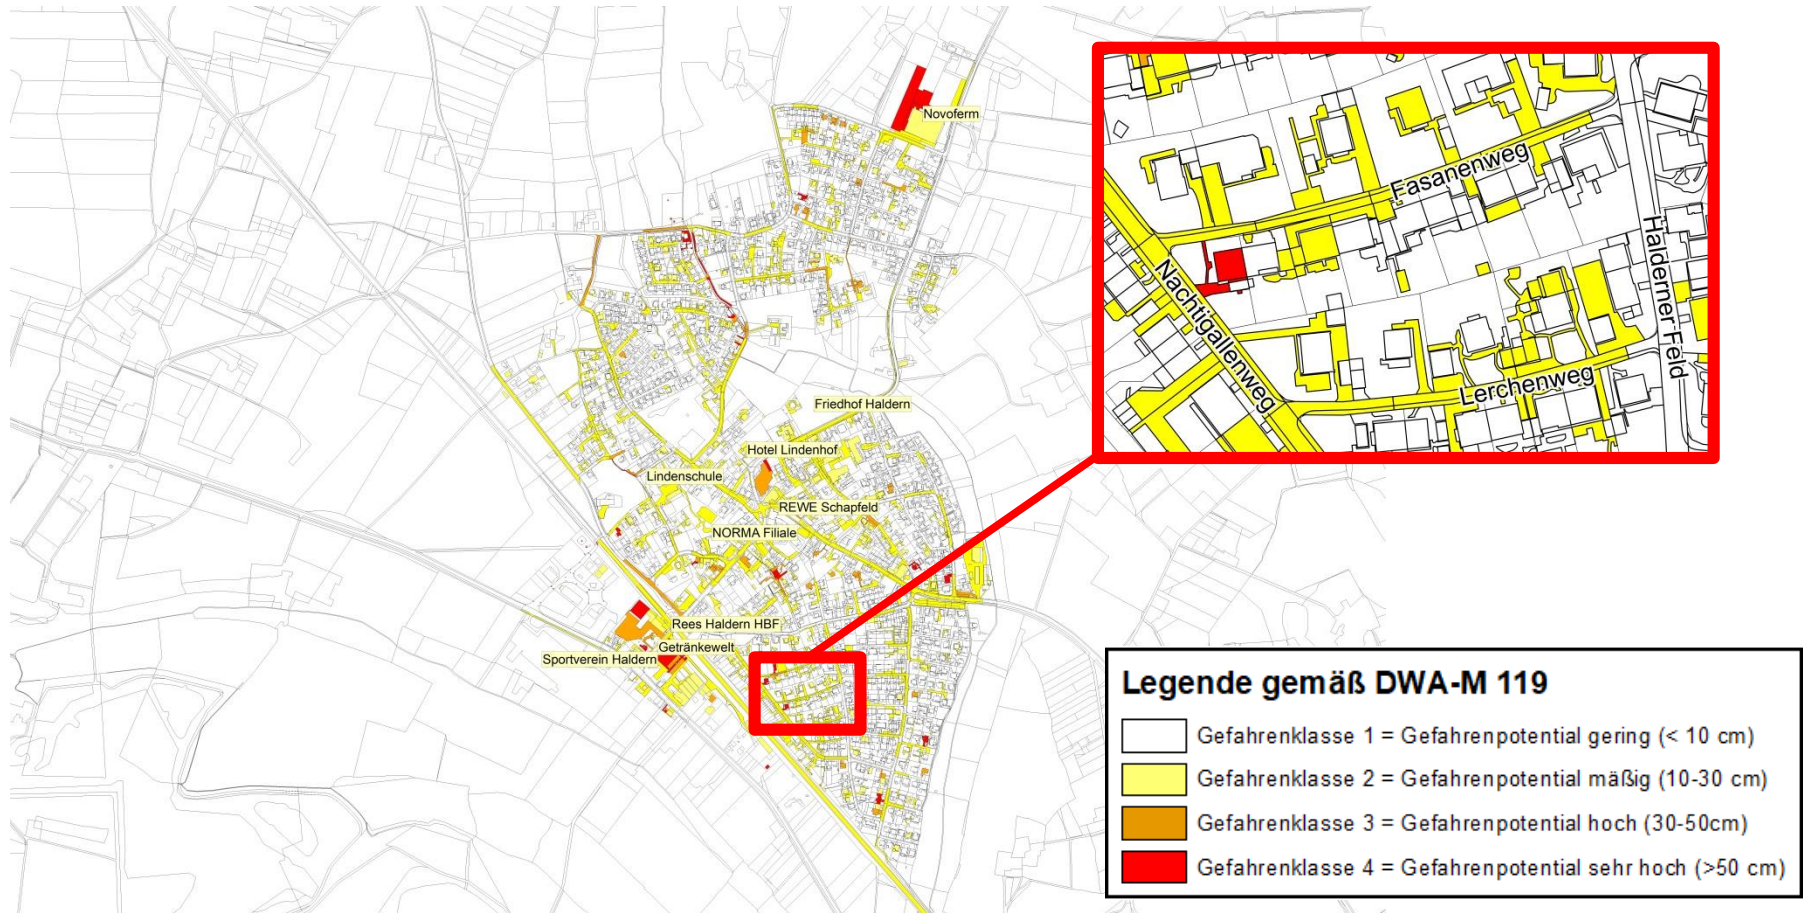 Novoferm
Friedhof Haldern
Hotel Lindenhof
Lindenschule
REWE Schapfeld
NORMA Filiale
Rees Haldern HBF
Getränkewelt
Sportverein Haldern
Fasanenweg
Nachtigallenweg
Halderner-Feld
Lerchenweg
Legende gemäß DWA-M 119
Gefahrenklasse 1 = Gefahrenpotential gering (< 10 cm)
Gefahrenklasse 2 = Gefahrenpotential mäßig (10-30 cm)
Gefahrenklasse 3 = Gefahrenpotential hoch (30-50cm)
Gefahrenklasse 4 = Gefahrenpotential sehr hoch (>50 cm)